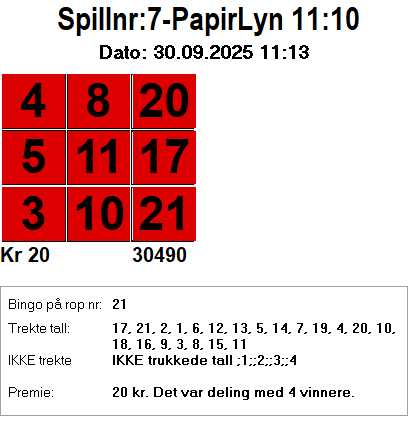 Spillnr:7-PapirLyn 11:10
Dato: 30.09.2025 11:13
4 8 20
5 11 17
3 10 21
Kr 20 30490
Bingo på rop nr: 21
Trekte tall: 17, 21, 2, 1, 6, 12, 13, 5, 14, 7, 19, 4, 20, 10,
18, 16, 9, 3, 8, 15, 11
IKKE trekte IKKE trukkede tall ;1;;2;;3;;4
Premie: 20 kr. Det var deling med 4 vinnere.